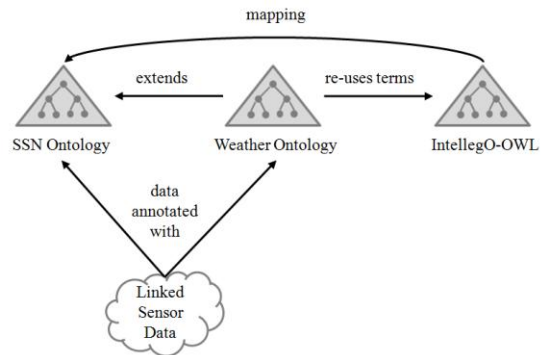 mapping
extends
re-uses terms
SSN Ontology
Weather Ontology
IntellegO-OWL
data
annotated
with
Linked
Sensor
Data